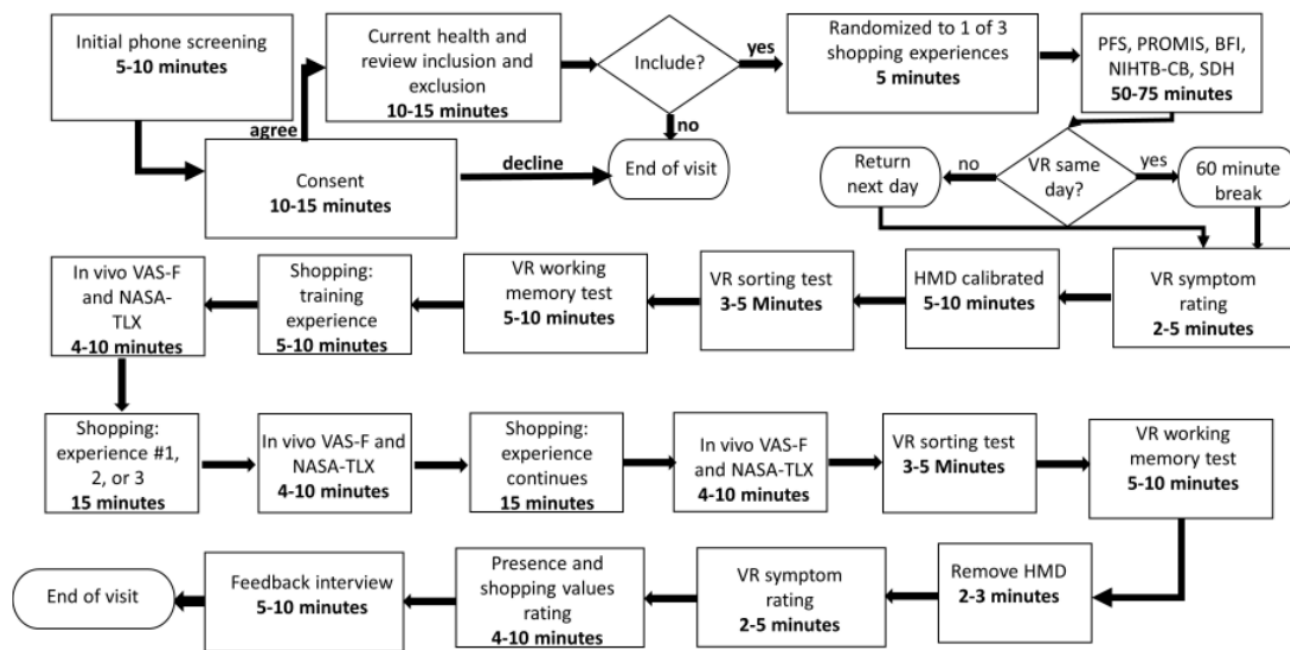 Initial phone screening
5-10 minutes
Current health and
review inclusion and
exclusion
10-15 minutes
Include?
yes
Randomized to 1 of 3
shopping experiences
5 minutes
PFS, PROMIS, BFI,
NIHTB-CB, SDH
50-75 minutes
agree
no
Consent
10-15 minutes
decline
End of visit
Return
next day
no
VR same
day?
yes
60 minute
break
In vivo VAS-F
and NASA-
TLX
4-10 minutes
Shopping:
training
experience
5-10 minutes
VR working
memory test
5-10 minutes
VR sorting test
3-5 Minutes
HMD calibrated
5-10 minutes
VR symptom
rating
2-5 minutes
Shopping:
experience #1,
2, or 3
15 minutes
In vivo VAS-F and
NASA-TLX
4-10 minutes
Shopping:
experience
continues
15 minutes
In vivo VAS-F
and NASA-TLX
4-10 minutes
VR sorting test
3-5 Minutes
VR working
memory test
5-10 minutes
End of visit
Feedback interview
5-10 minutes
Presence and
shopping values
rating
4-10 minutes
VR symptom
rating
2-5 minutes
Remove HMD
2-3 minutes